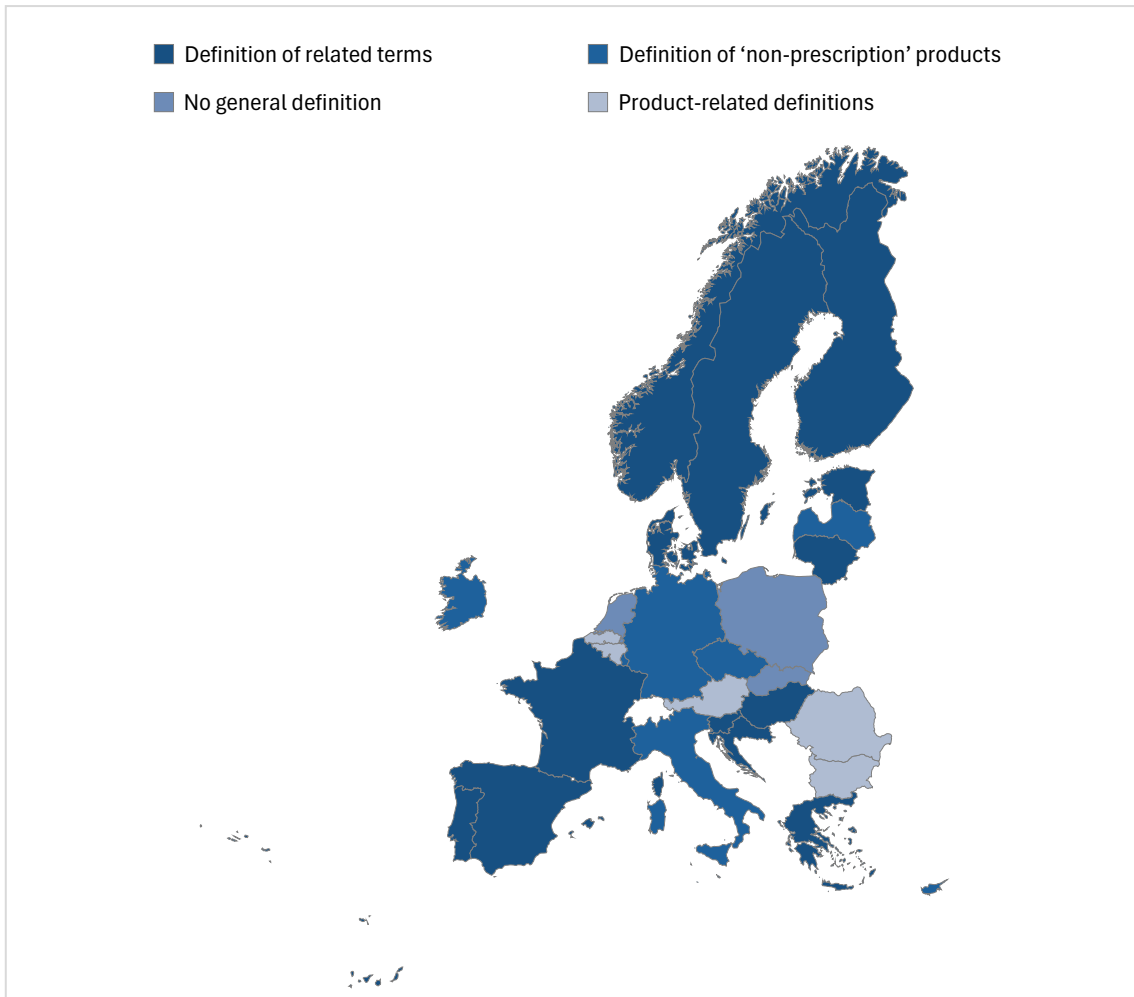 Definition of related terms
Definition of ‘non-prescription’ products
No general definition
Product-related definitions